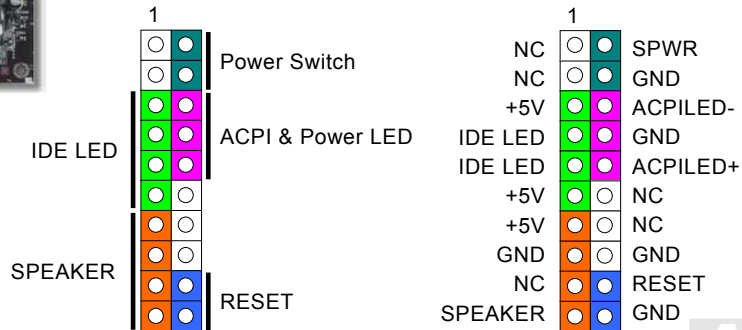 1
Power Switch
IDE LED
ACPI & Power LED
SPEAKER
RESET
1
NC SPWR
NC GND
+5V ACPILED-
IDE LED GND
IDE LED ACPILED+
+5V NC
+5V NC
GND GND
NC RESET
SPEAKER GND